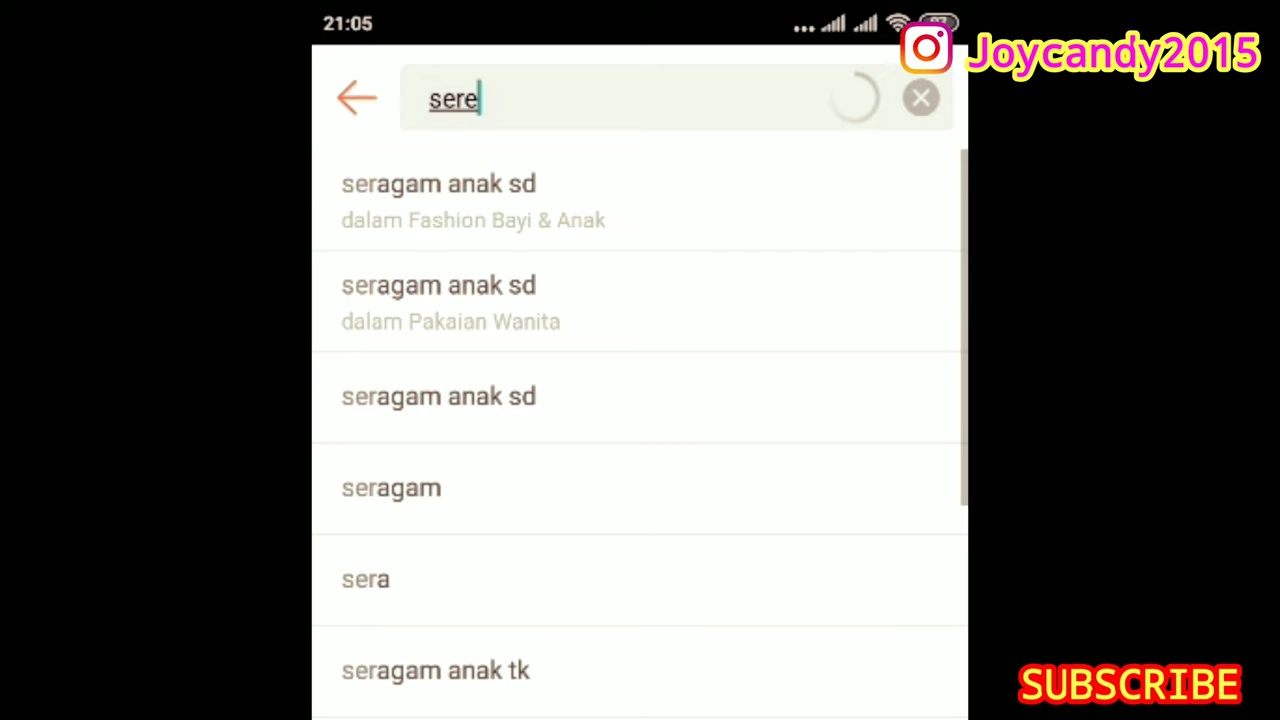 21:05
Joycandy2015
sere
seragam anak sd
dalam Fashion Bayi & Anak
seragam anak sd
dalam Pakaian Wanita
seragam anak sd
seragam
sera
seragam anak tk
SUBSCRIBE